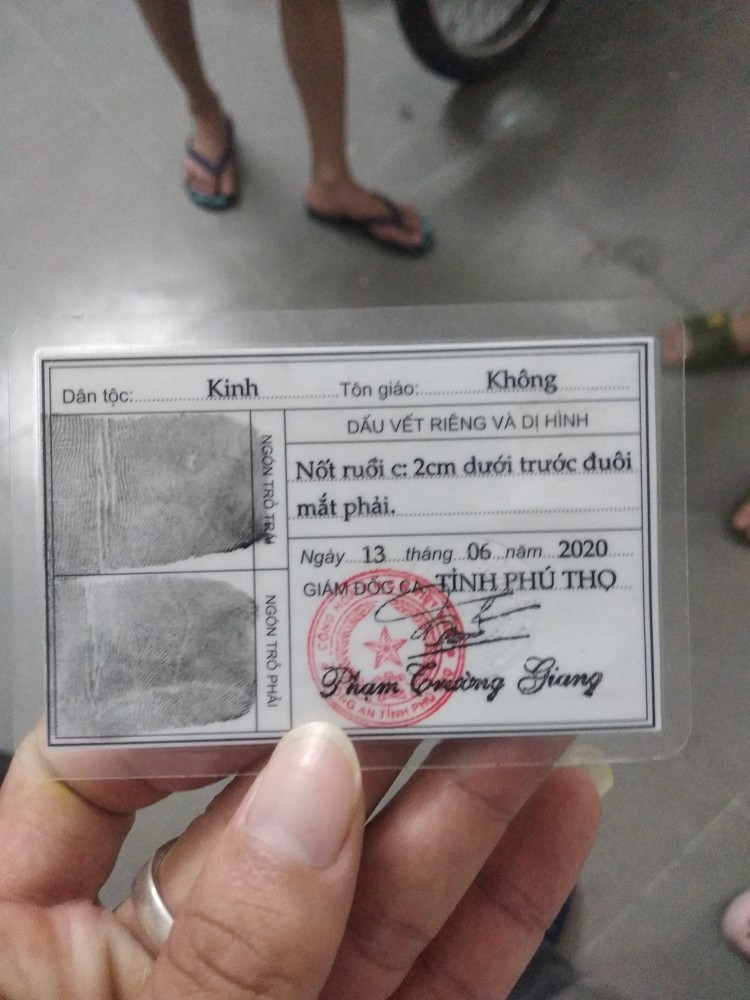 Dân tộc: Kinh Tôn giáo: Không
DẤU VẾT RIÊNG VÀ DỊ HÌNH
Nốt ruồi c: 2cm dưới trước đuôi
mắt phải.
NGÓN TRỎ TRÁI
Ngày 13 tháng 06 năm 2020
GIÁM ĐỐC CA TỈNH PHÚ THỌ
NGÓN TRỎ PHẢI
Phạm Trường Giang